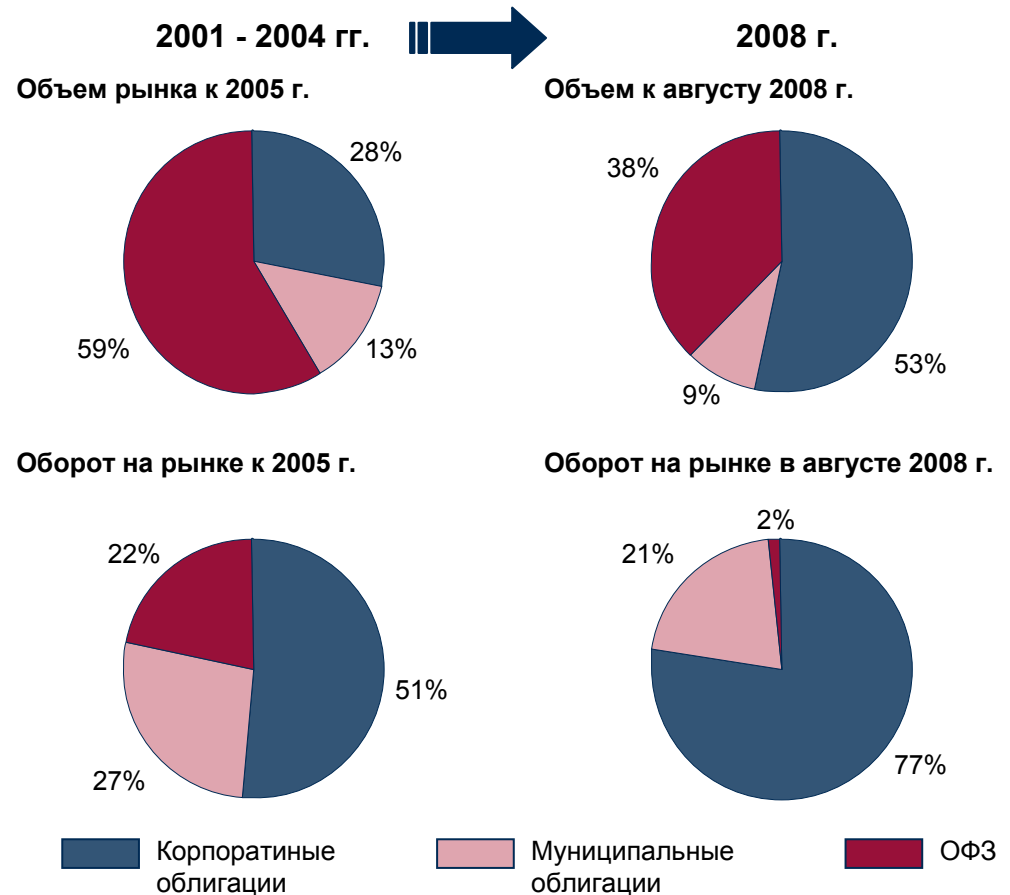 2001 - 2004 гг.
2008 г.
Объем рынка к 2005 г.
Объем к августу 2008 г.
28%
13%
59%
38%
53%
9%
Оборот на рынке к 2005 г.
Оборот на рынке в августе 2008 г.
22%
51%
27%
2%
21%
77%
Корпоратиные
облигации
Муниципальные
облигации
ОФЗ